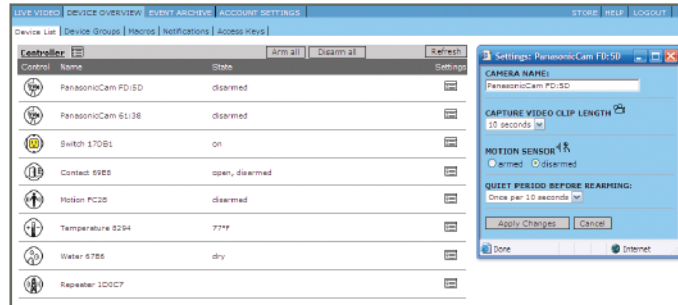 LIVE VIDEO DEVICE OVERVIEW EVENT ARCHIVE ACCOUNT SETTINGS STORE HELP LOGOUT
Device List Device Groups Macros Notifications Access Keys
Controller Arm all Disarm all Refresh
Control Name State Settings
PanasonicCam FD:5D disarmed
PanasonicCam 61:38 disarmed
Switch 17DB1 on
Contact 69E8 open, disarmed
Motion FC28 disarmed
Temperature 8294 77°F
Water 67B6 dry
Repeater 1D0C7
Settings: PanasonicCam FD:5D
CAMERA NAME:
PanasonicCam FD:5D
CAPTURE VIDEO CLIP LENGTH
10 seconds
MOTION SENSOR
armed disarmed
QUIET PERIOD BEFORE REARMING:
Once per 10 seconds
Apply Changes Cancel
Done Internet